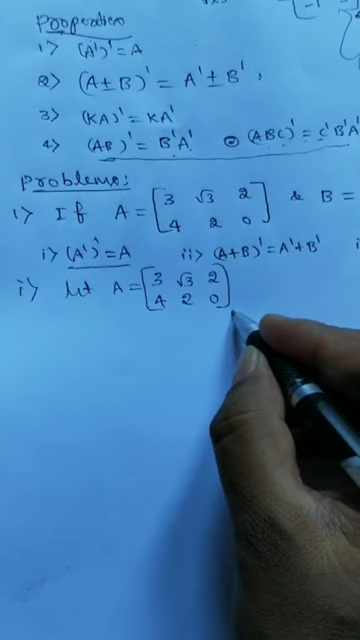 Properties
1> (A')' = A
2> (A ± B)' = A' ± B',
3> (KA)' = KA'
4> (AB)' = B'A' ⊙ (ABC)' = C'B'A'
Problems:
1> If A = [3 √3 2 & B =
4 2 0]
i> (A')' = A ii> (A+B)' = A' + B'
i> let A = [3 √3 2
4 2 0]